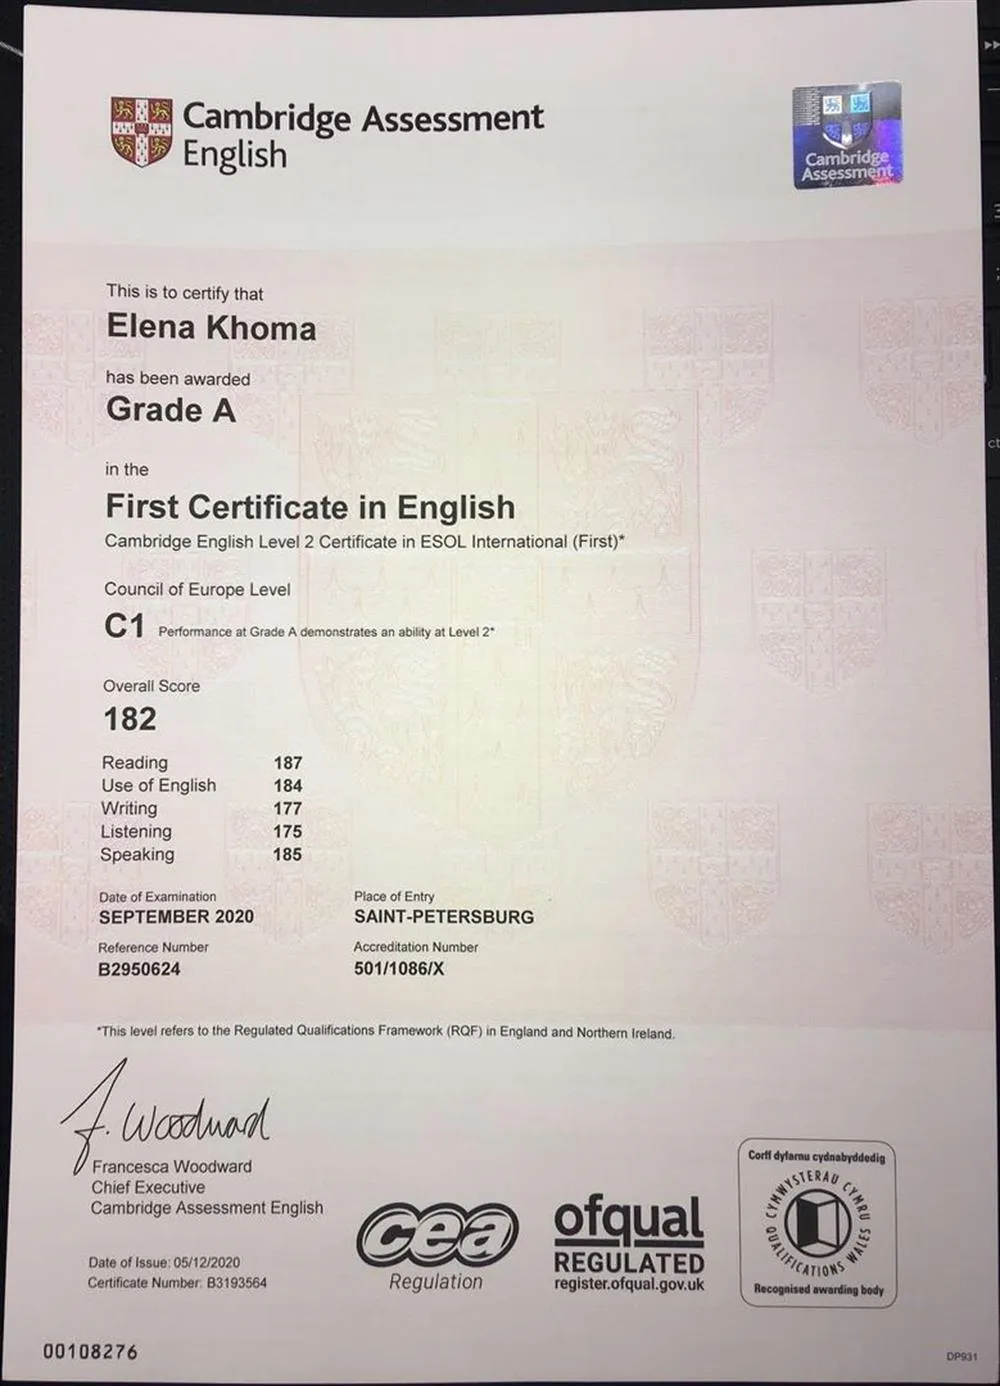 Cambridge Assessment
English
Cambridge
Assessment
This is to certify that
Elena Khoma
has been awarded
Grade A
in the
First Certificate in English
Cambridge English Level 2 Certificate in ESOL International (First)*
Council of Europe Level
C1 Performance at Grade A demonstrates an ability at Level 2*
Overall Score
182
Reading 187
Use of English 184
Writing 177
Listening 175
Speaking 185
Date of Examination Place of Entry
SEPTEMBER 2020 SAINT-PETERSBURG
Reference Number Accreditation Number
B2950624 501/1086/X
*This level refers to the Regulated Qualifications Framework (RQF) in England and Northern Ireland.
F. Woodward
Francesca Woodward
Chief Executive
Cambridge Assessment English
Date of Issue: 05/12/2020
Certificate Number: B3193564
cea
Regulation
ofqual
REGULATED
register.ofqual.gov.uk
Corff dyfarnu cydnabyddedig
CYMWYSTERAU CYMRU
QUALIFICATIONS WALES
Recognised awarding body
00108276
DP931